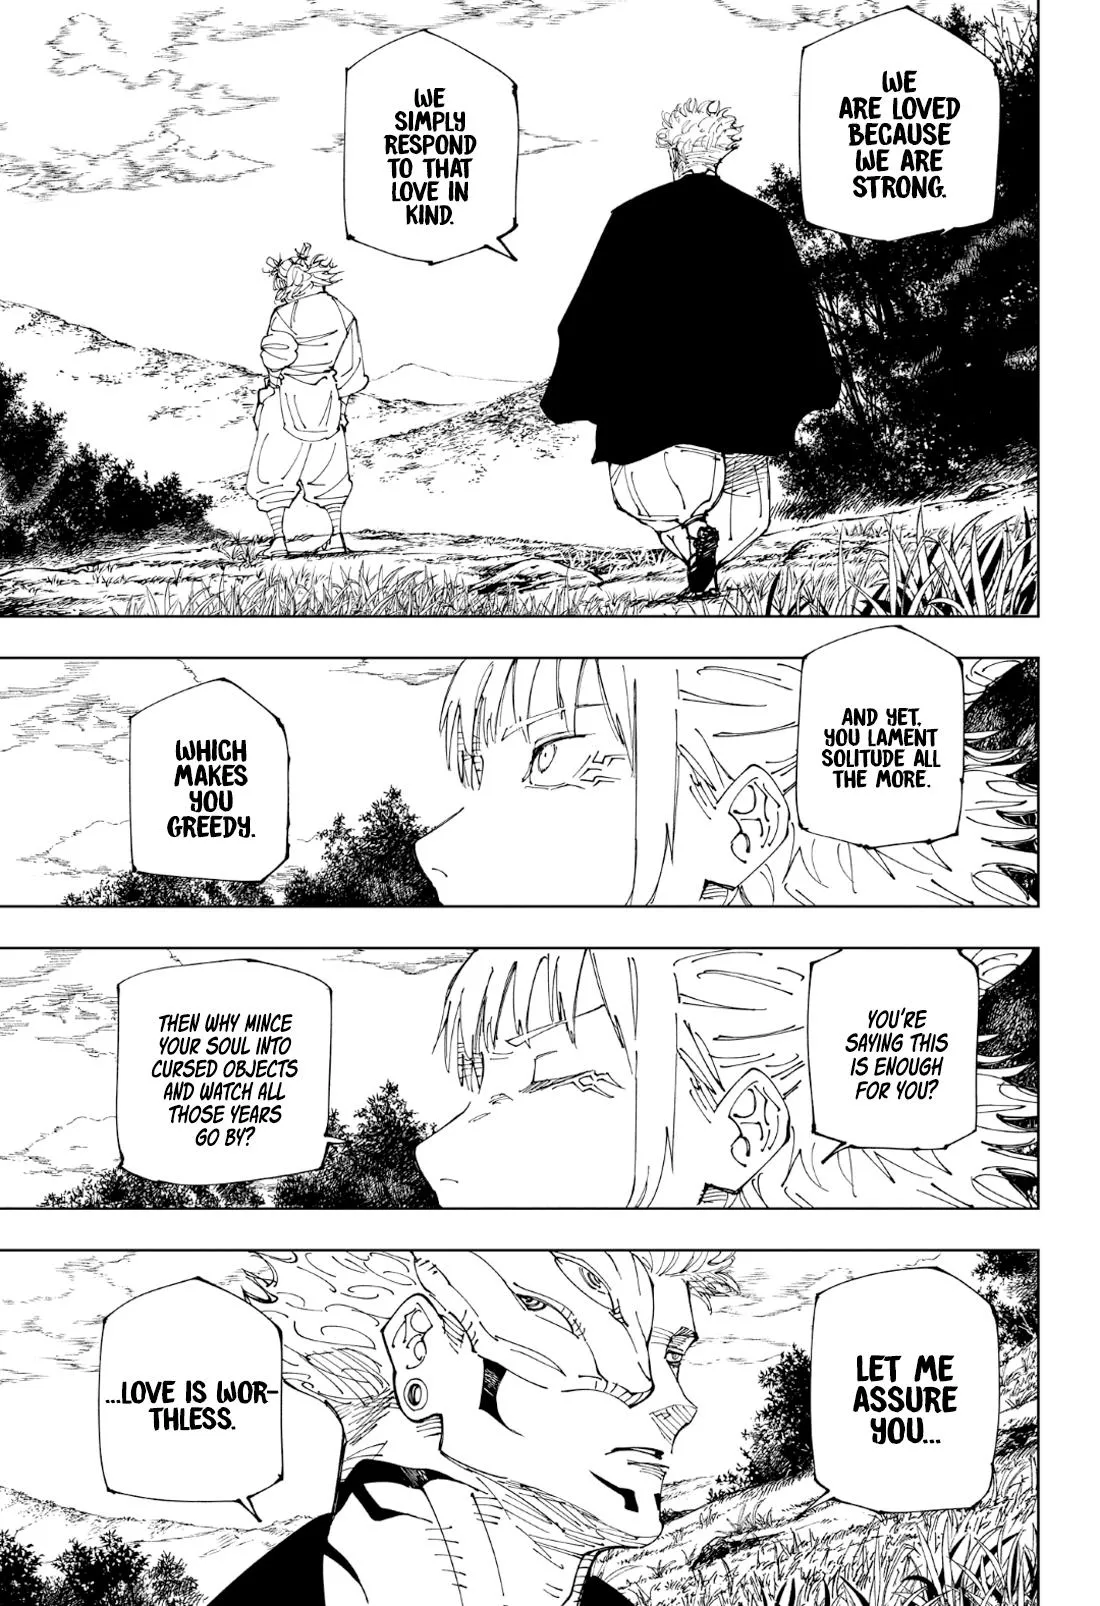 WE
ARE LOVED
BECAUSE
WE ARE
STRONG.
WE
SIMPLY
RESPOND
TO THAT
LOVE IN
KIND.
AND YET,
YOU LAMENT
SOLITUDE ALL
THE MORE.
WHICH
MAKES
YOU
GREEDY.
YOU'RE
SAYING THIS
IS ENOUGH
FOR YOU?
THEN WHY MINCE
YOUR SOUL INTO
CURSED OBJECTS
AND WATCH ALL
THOSE YEARS
GO BY?
LET ME
ASSURE
YOU...
...LOVE IS WOR-
THLESS.